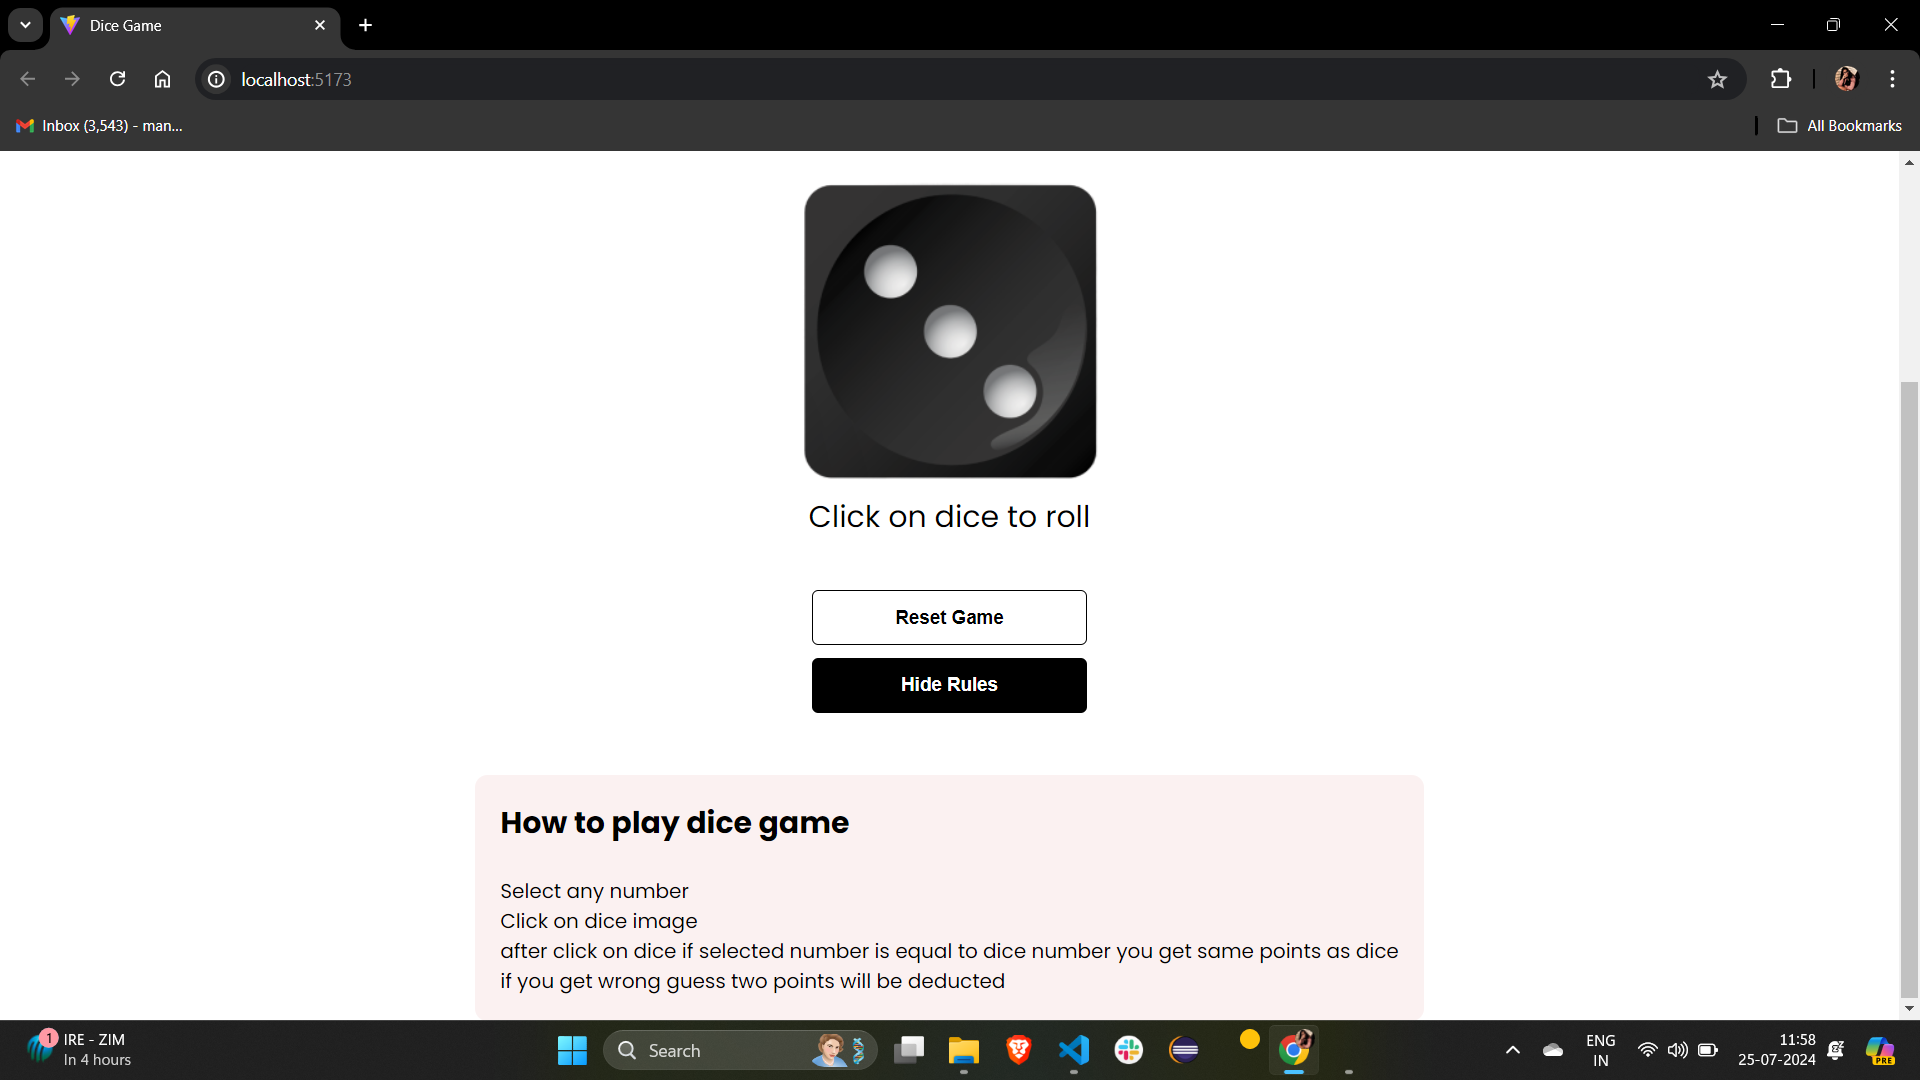 Dice Game
localhost:5173
Inbox (3,543) - man...
All Bookmarks
Click on dice to roll
Reset Game
Hide Rules
How to play dice game
Select any number
Click on dice image
after click on dice if selected number is equal to dice number you get same points as dice
if you get wrong guess two points will be deducted
1
IRE - ZIM
In 4 hours
Search
ENG
IN
11:58
25-07-2024
PRE